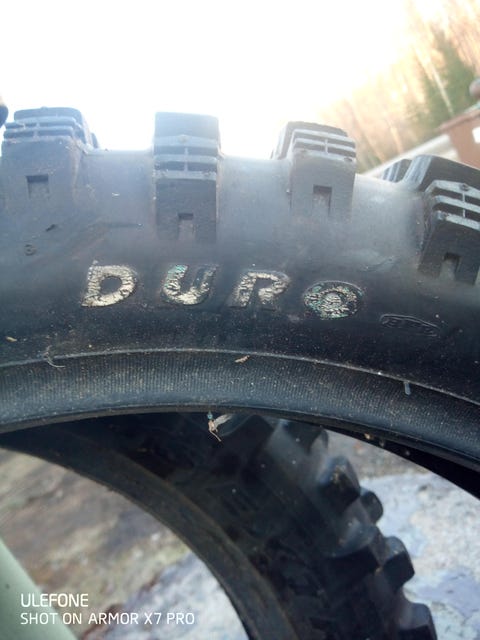 DURO
ULEFONE
SHOT ON ARMOR X7 PRO